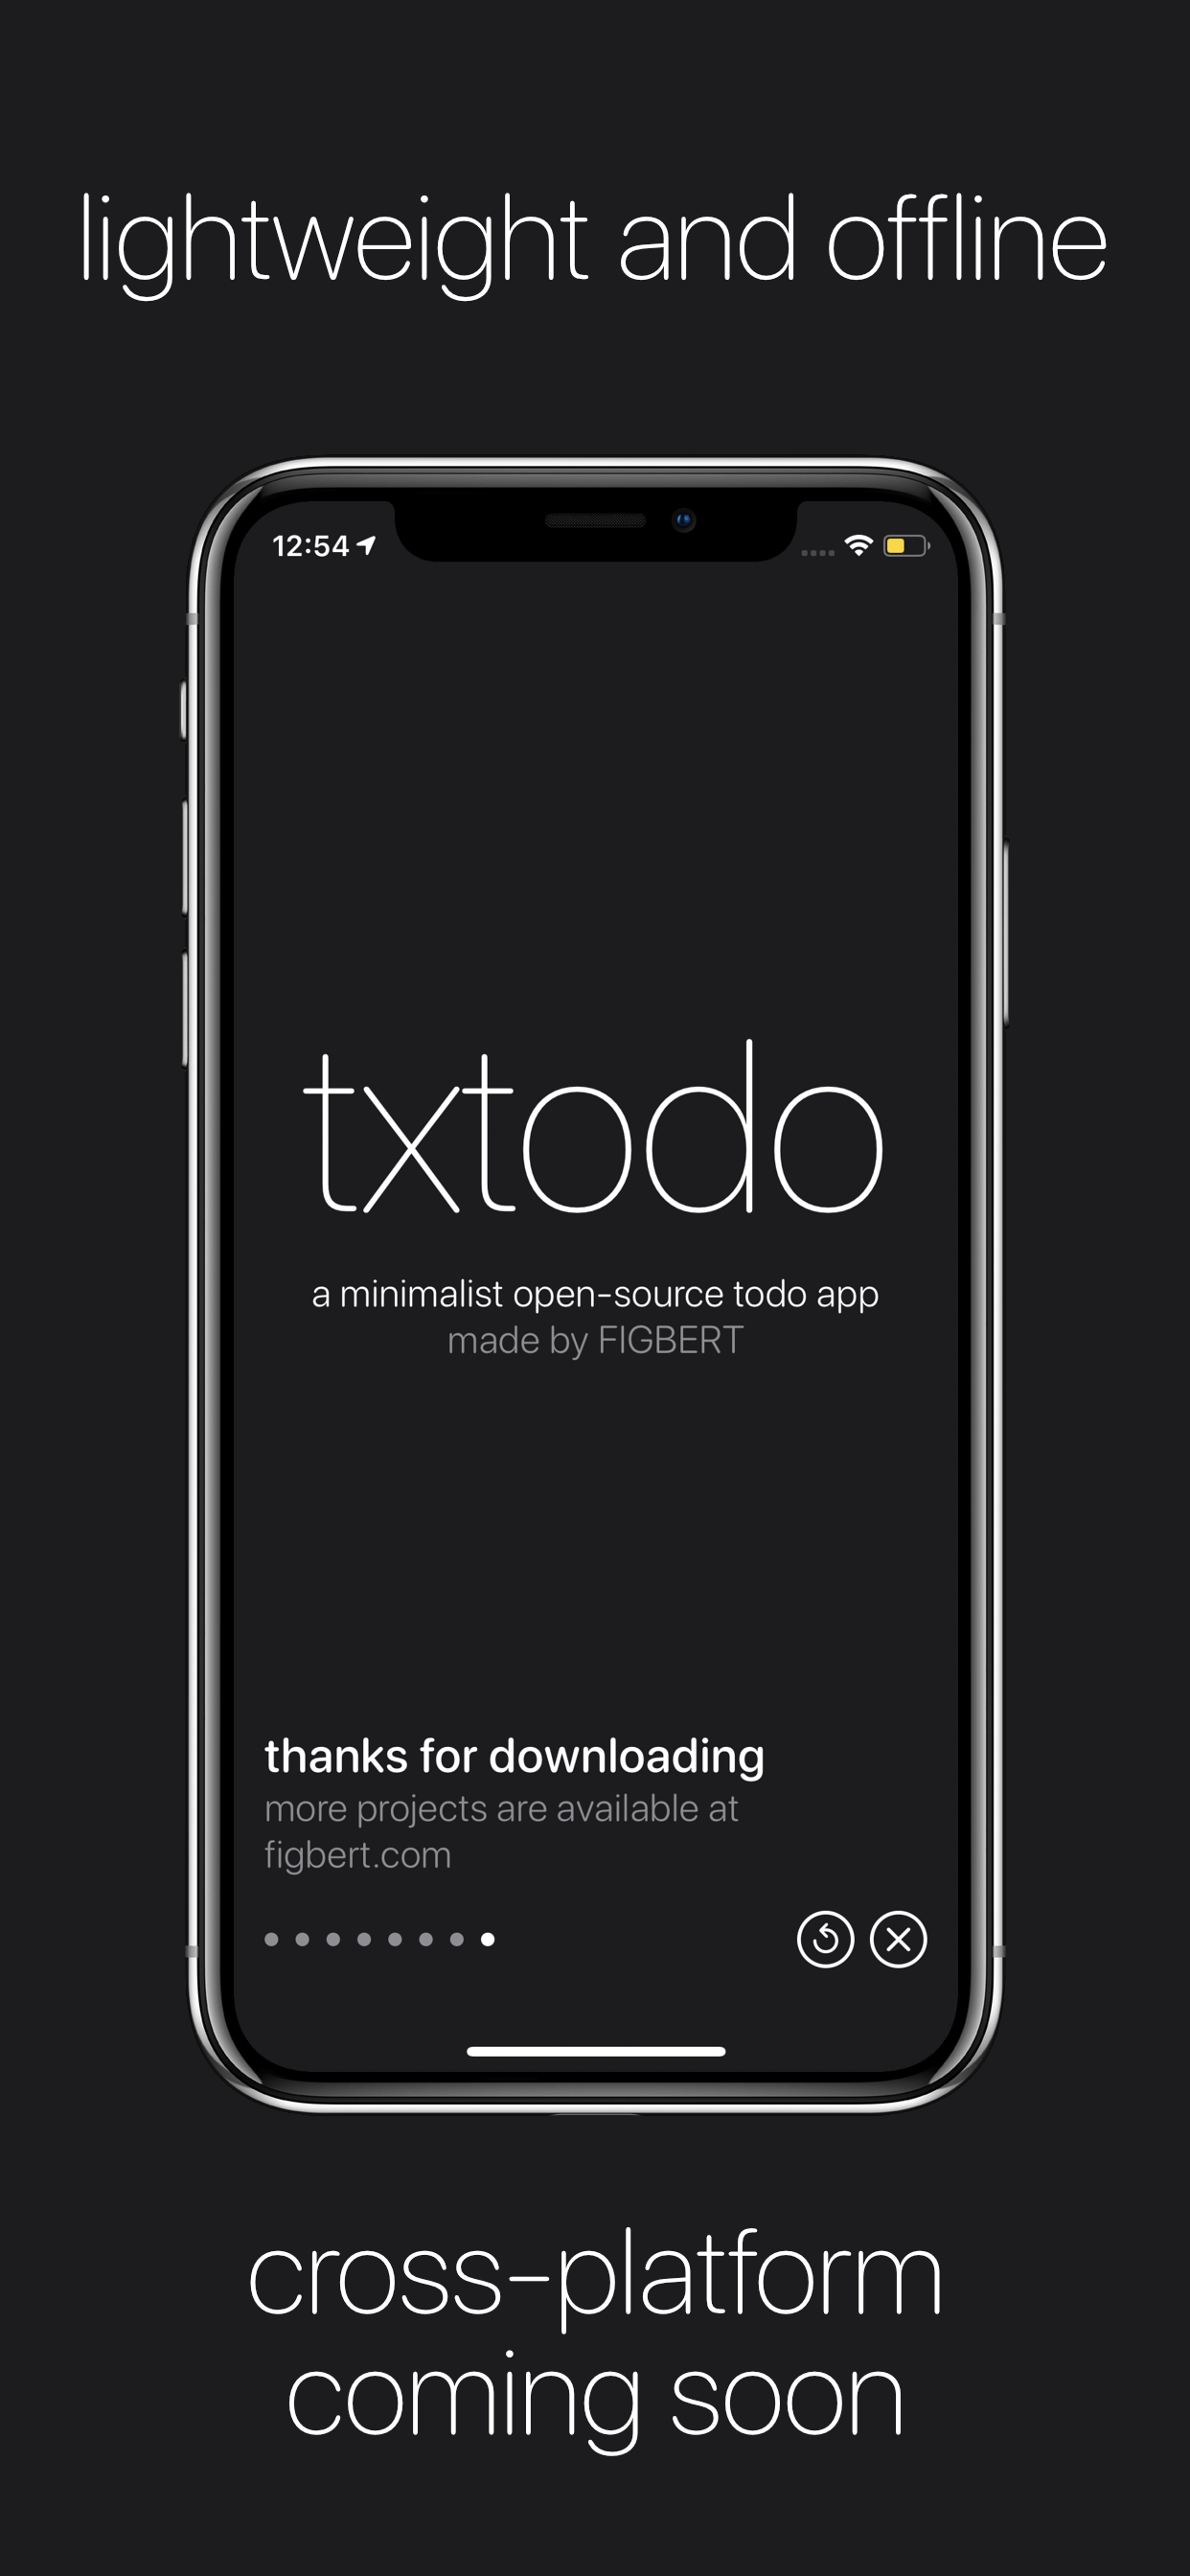 lightweight and offline
12:54
txtodo
a minimalist open-source todo app
made by FIGBERT
thanks for downloading
more projects are available at
figbert.com
cross-platform
coming soon